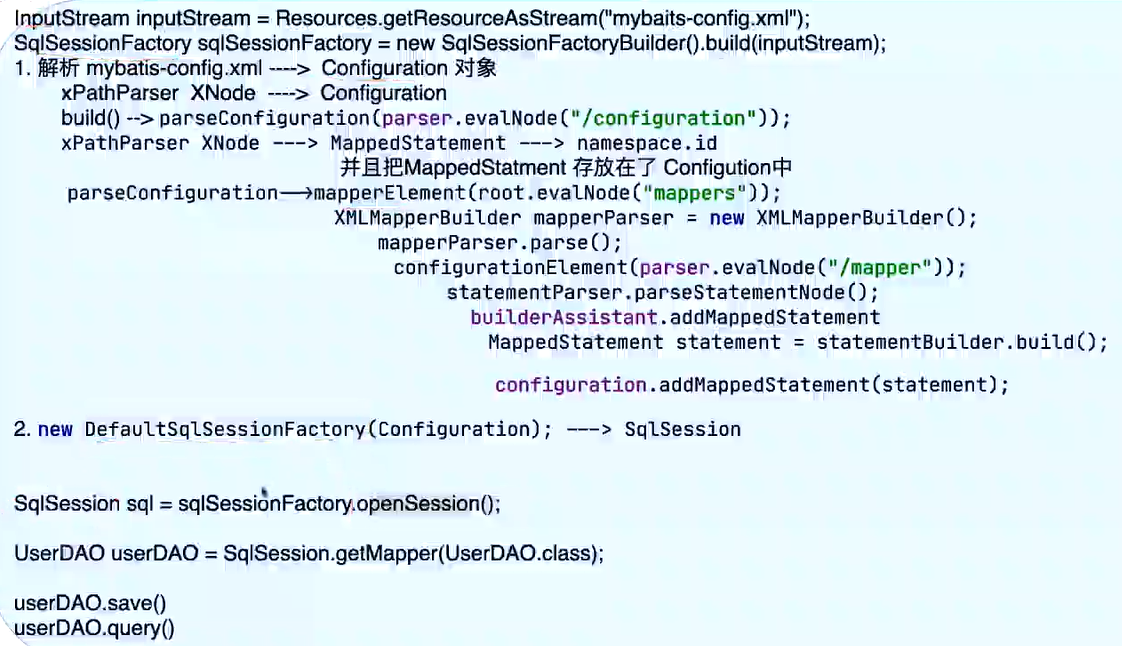 InputStream inputStream = Resources.getResourceAsStream("mybaits-config.xml");
SqlSessionFactory sqlSessionFactory = new SqlSessionFactoryBuilder().build(inputStream);
1. 解析 mybatis-config.xml ----> Configuration 对象
xPathParser XNode ----> Configuration
build() --> parseConfiguration(parser.evalNode("/configuration"));
xPathParser XNode ---> MappedStatement ---> namespace.id
并且把MappedStatment 存放在了 Configution中
parseConfiguration——>mapperElement(root.evalNode("mappers"));
XMLMapperBuilder mapperParser = new XMLMapperBuilder();
mapperParser.parse();
configurationElement(parser.evalNode("/mapper"));
statementParser.parseStatementNode();
builderAssistant.addMappedStatement
MappedStatement statement = statementBuilder.build();
configuration.addMappedStatement(statement);
2. new DefaultSqlSessionFactory(Configuration); ---> SqlSession
SqlSession sql = sqlSessionFactory.openSession();
UserDAO userDAO = SqlSession.getMapper(UserDAO.class);
userDAO.save()
userDAO.query()